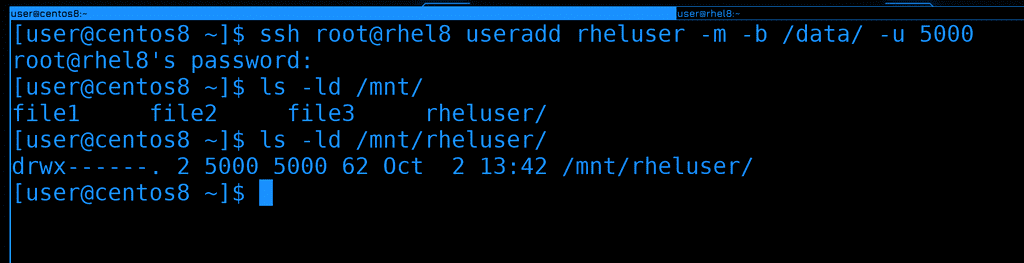 user@centos8:~
user@rhel8:~
[user@centos8 ~]$ ssh root@rhel8 useradd rheluser -m -b /data/ -u 5000
root@rhel8's password:
[user@centos8 ~]$ ls -ld /mnt/
file1     file2     file3     rheluser/
[user@centos8 ~]$ ls -ld /mnt/rheluser/
drwx------. 2 5000 5000 62 Oct  2 13:42 /mnt/rheluser/
[user@centos8 ~]$